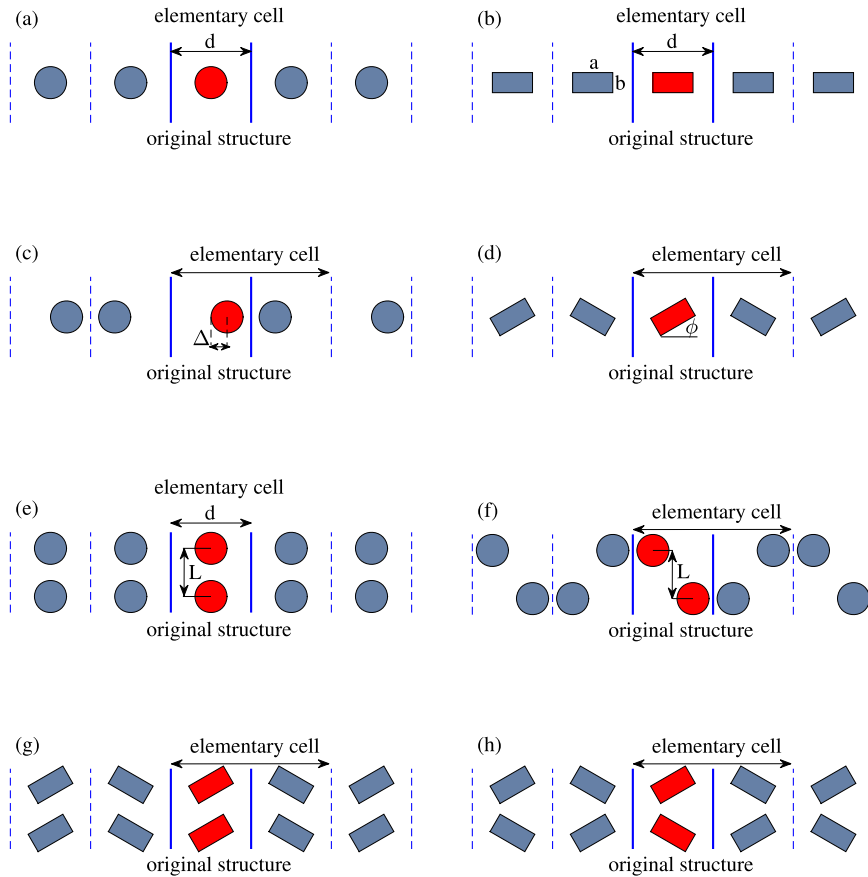 (a)
elementary cell
d
original structure
(b)
elementary cell
d
a
b
original structure
(c)
elementary cell
Δ
original structure
(d)
elementary cell
ϕ
original structure
(e)
elementary cell
d
L
original structure
(f)
elementary cell
L
original structure
(g)
elementary cell
original structure
(h)
elementary cell
original structure